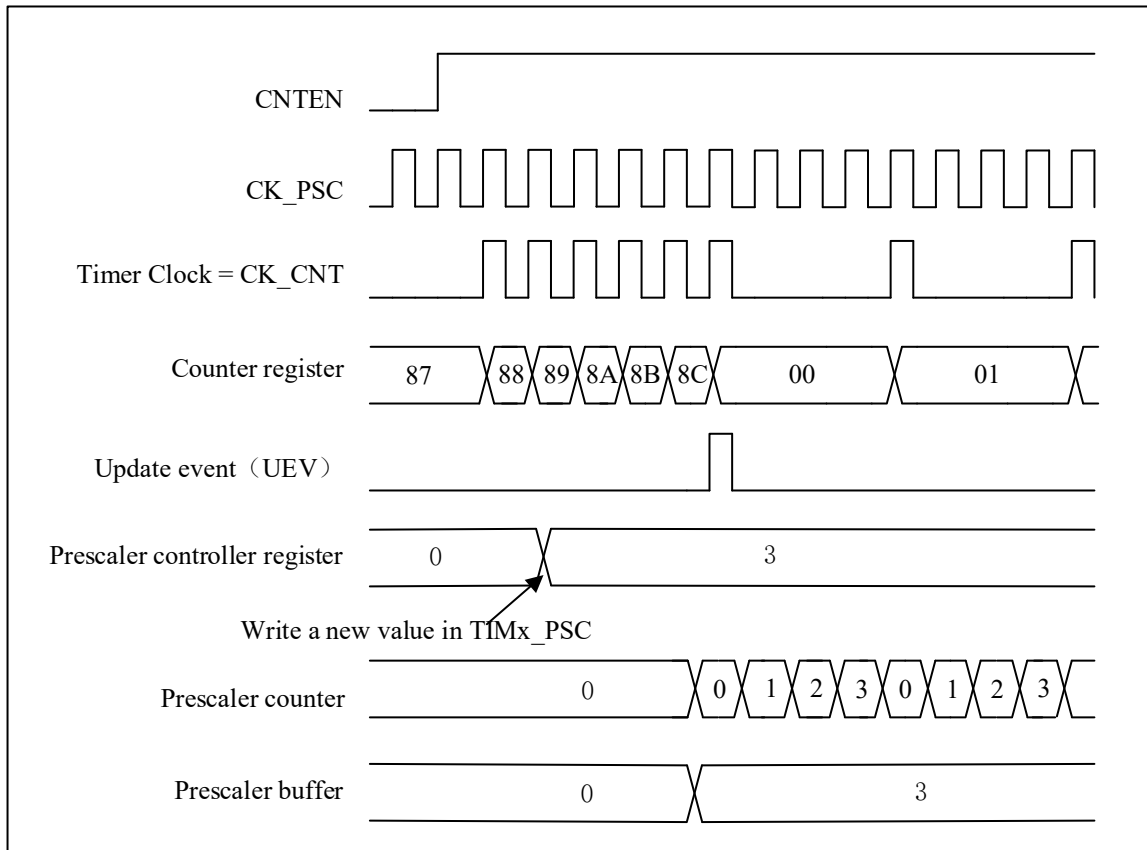 CNTEN
CK_PSC
Timer Clock = CK_CNT
Counter register
87 88 89 8A 8B 8C 00 01
Update event（UEV）
Prescaler controller register
0 3
Write a new value in TIMx_PSC
Prescaler counter
0 0 1 2 3 0 1 2 3
Prescaler buffer
0 3